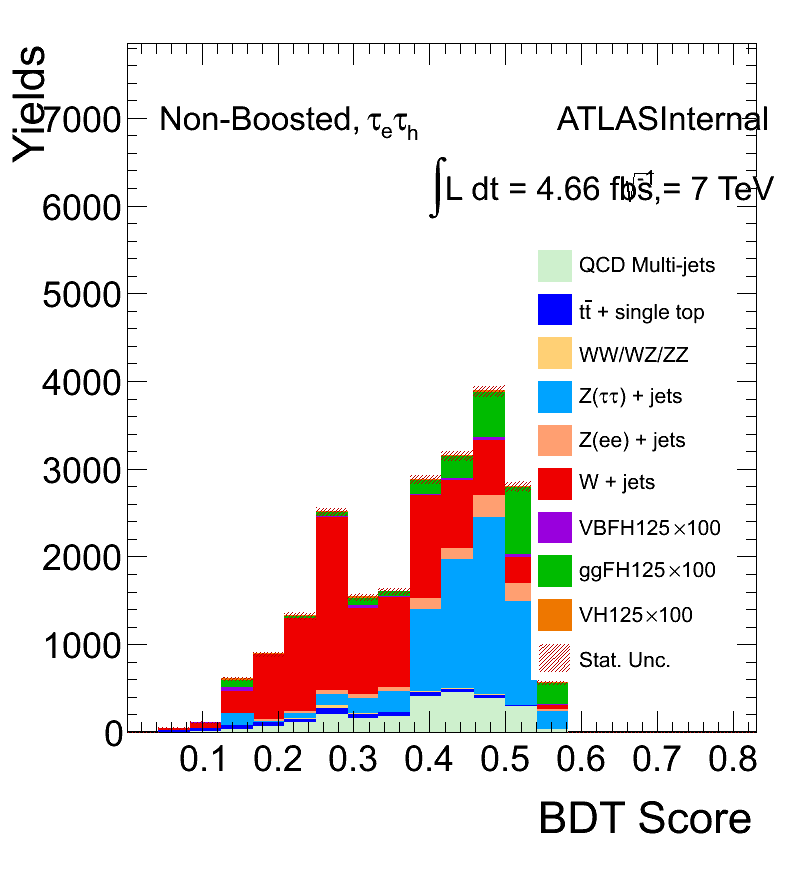 Yields
7000
6000
5000
4000
3000
2000
1000
0
Non-Boosted, τeτh
ATLASInternal
∫L dt = 4.66 fb⁻¹, √s = 7 TeV
QCD Multi-jets
tt̄ + single top
WW/WZ/ZZ
Z(ττ) + jets
Z(ee) + jets
W + jets
VBFH125×100
ggFH125×100
VH125×100
Stat. Unc.
0.1 0.2 0.3 0.4 0.5 0.6 0.7 0.8
BDT Score